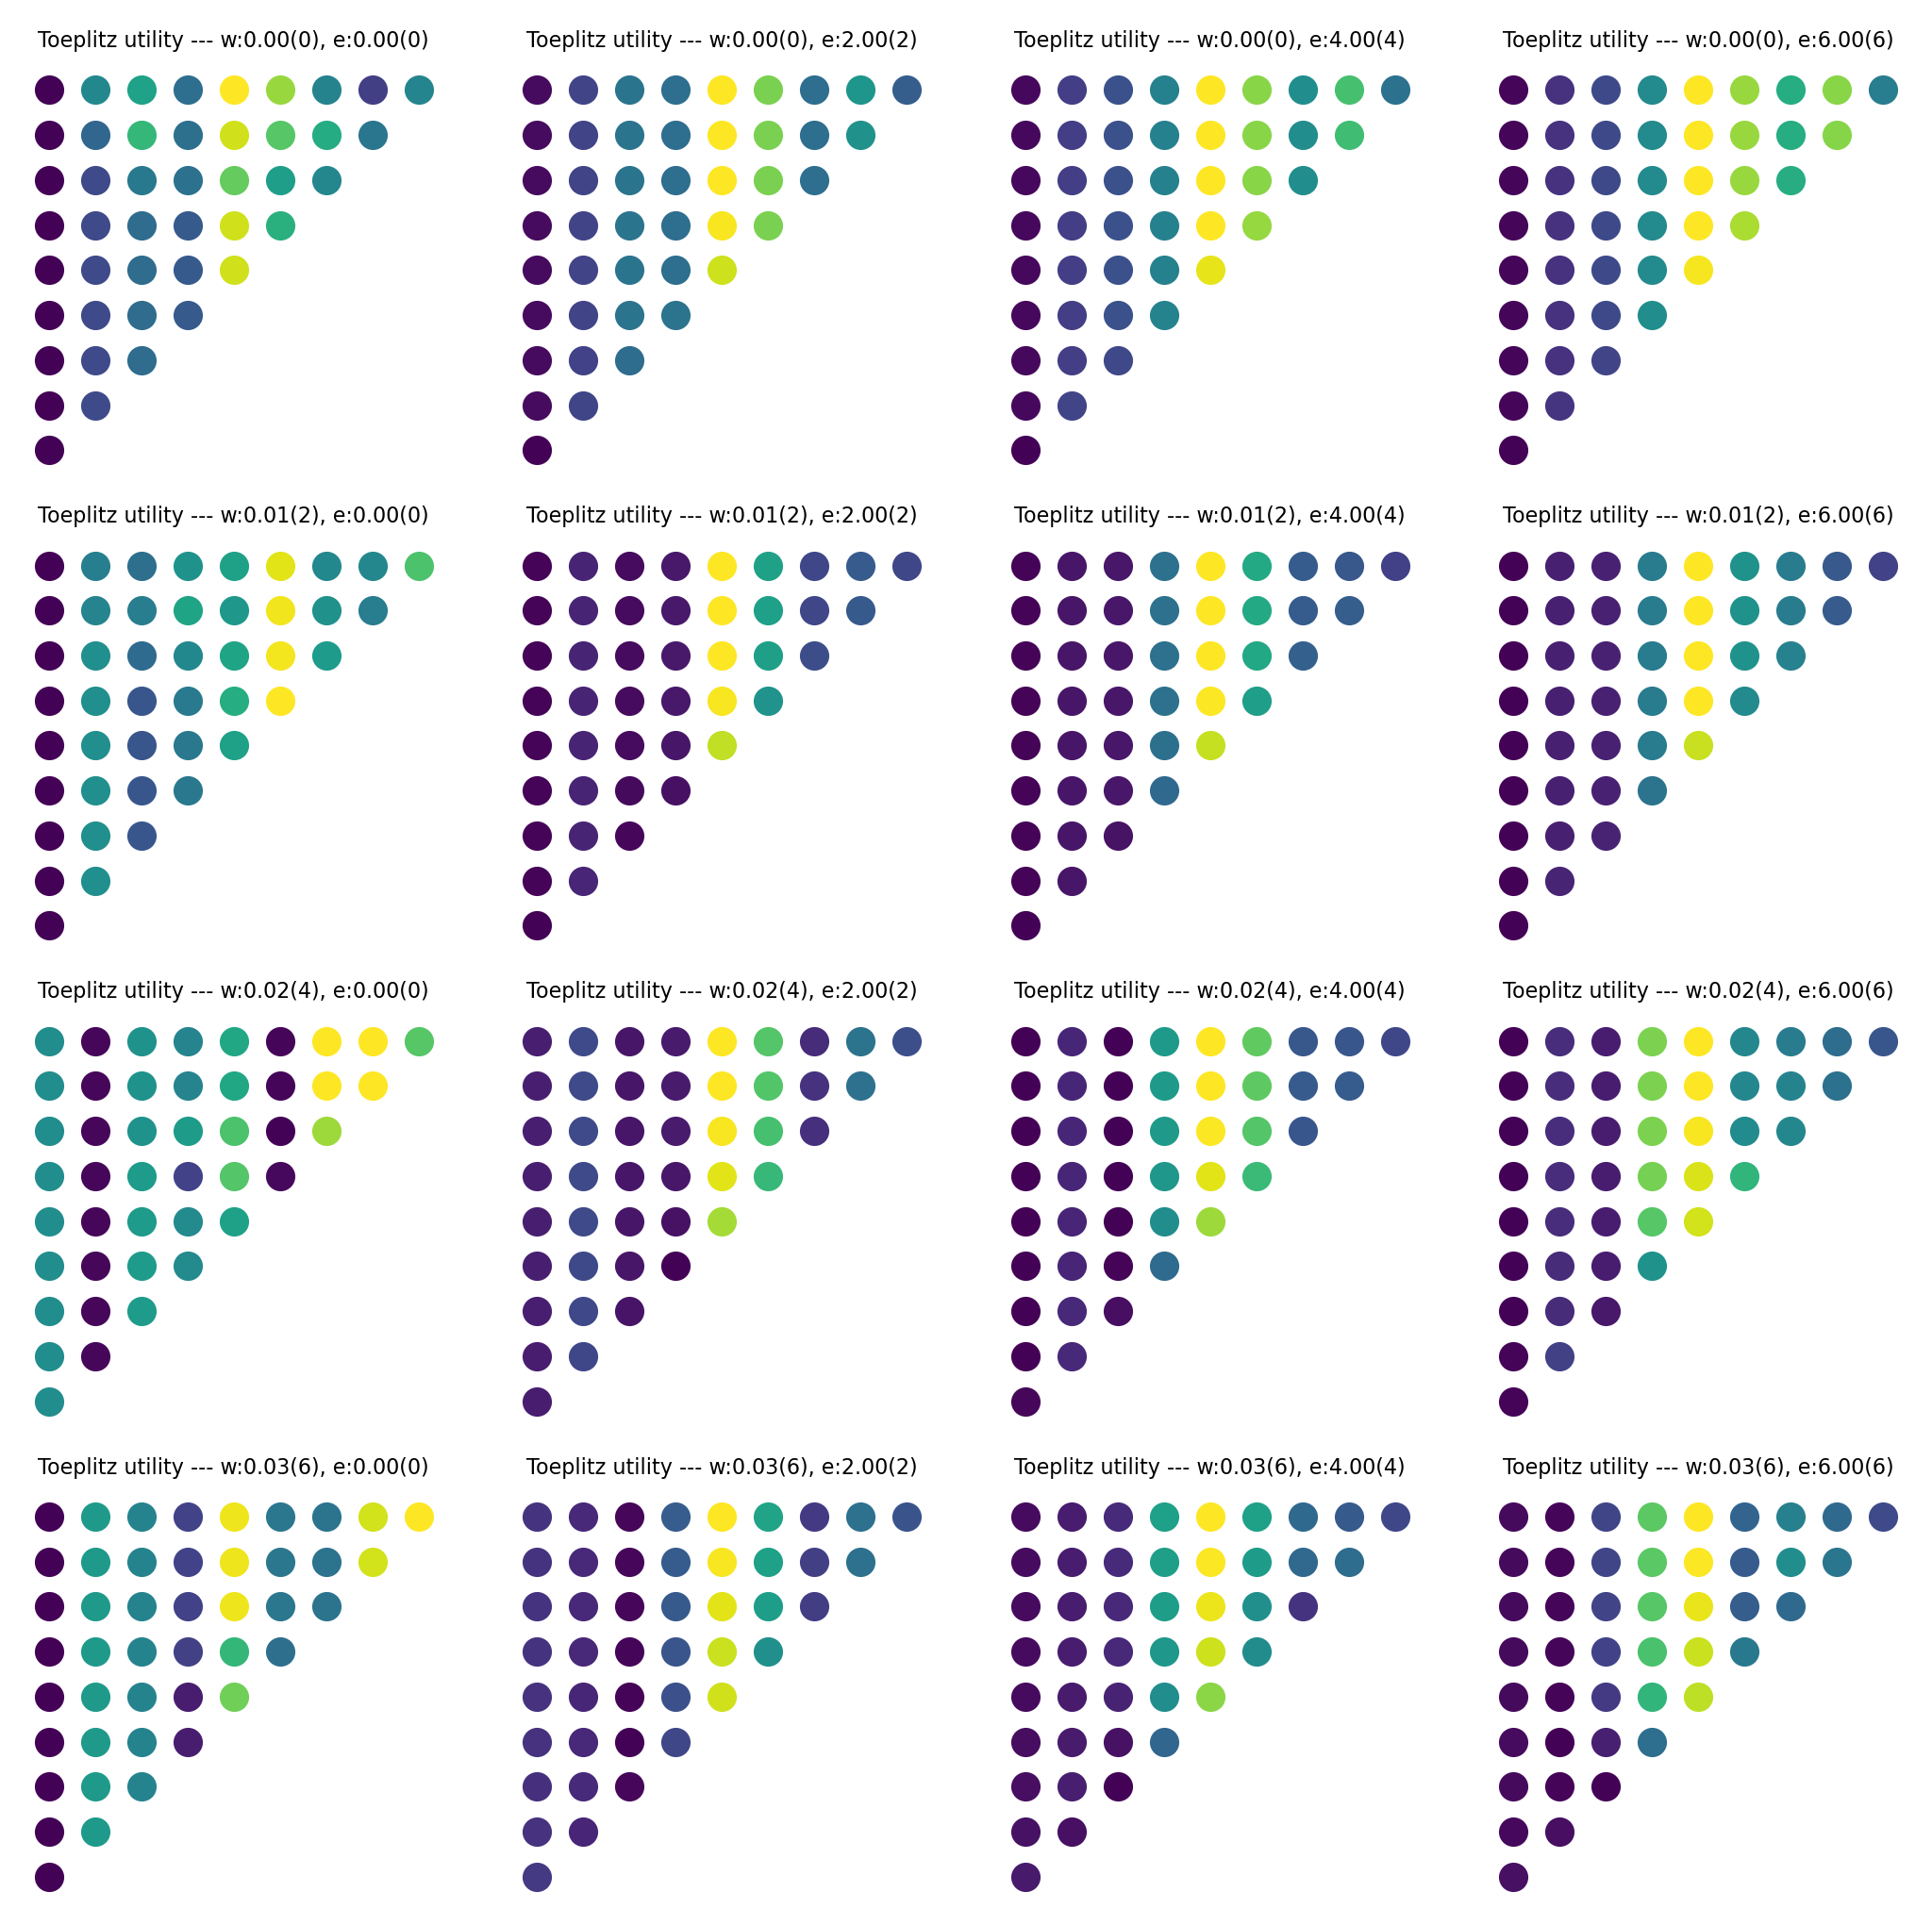 Toeplitz utility --- w:0.00(0), e:0.00(0)
Toeplitz utility --- w:0.00(0), e:2.00(2)
Toeplitz utility --- w:0.00(0), e:4.00(4)
Toeplitz utility --- w:0.00(0), e:6.00(6)
Toeplitz utility --- w:0.01(2), e:0.00(0)
Toeplitz utility --- w:0.01(2), e:2.00(2)
Toeplitz utility --- w:0.01(2), e:4.00(4)
Toeplitz utility --- w:0.01(2), e:6.00(6)
Toeplitz utility --- w:0.02(4), e:0.00(0)
Toeplitz utility --- w:0.02(4), e:2.00(2)
Toeplitz utility --- w:0.02(4), e:4.00(4)
Toeplitz utility --- w:0.02(4), e:6.00(6)
Toeplitz utility --- w:0.03(6), e:0.00(0)
Toeplitz utility --- w:0.03(6), e:2.00(2)
Toeplitz utility --- w:0.03(6), e:4.00(4)
Toeplitz utility --- w:0.03(6), e:6.00(6)